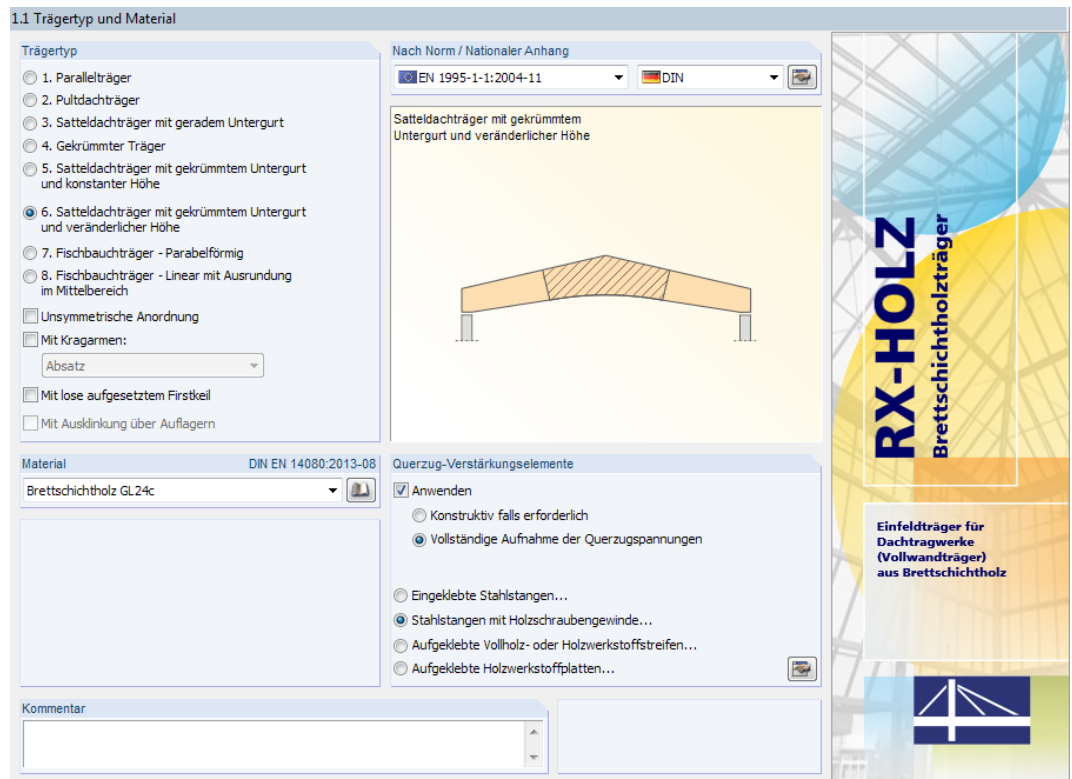 1.1 Trägertyp und Material
Trägertyp
1. Parallelträger
2. Pultdachträger
3. Satteldachträger mit geradem Untergurt
4. Gekrümmter Träger
5. Satteldachträger mit gekrümmtem Untergurt
und konstanter Höhe
6. Satteldachträger mit gekrümmtem Untergurt
und veränderlicher Höhe
7. Fischbauchträger - Parabelförmig
8. Fischbauchträger - Linear mit Ausrundung
im Mittelbereich
Unsymmetrische Anordnung
Mit Kragarmen:
Absatz
Mit lose aufgesetztem Firstkeil
Mit Ausklinkung über Auflagern
Nach Norm / Nationaler Anhang
EN 1995-1-1:2004-11
DIN
Satteldachträger mit gekrümmtem
Untergurt und veränderlicher Höhe
Material
DIN EN 14080:2013-08
Brettschichtholz GL24c
Querzug-Verstärkungselemente
Anwenden
Konstruktiv falls erforderlich
Vollständige Aufnahme der Querzugspannungen
Eingeklebte Stahlstangen...
Stahlstangen mit Holzschraubengewinde...
Aufgeklebte Vollholz- oder Holzwerkstoffstreifen...
Aufgeklebte Holzwerkstoffplatten...
Kommentar
RX-HOLZ
Brettschichtholzträger
Einfeldträger für
Dachtragwerke
(Vollwandträger)
aus Brettschichtholz